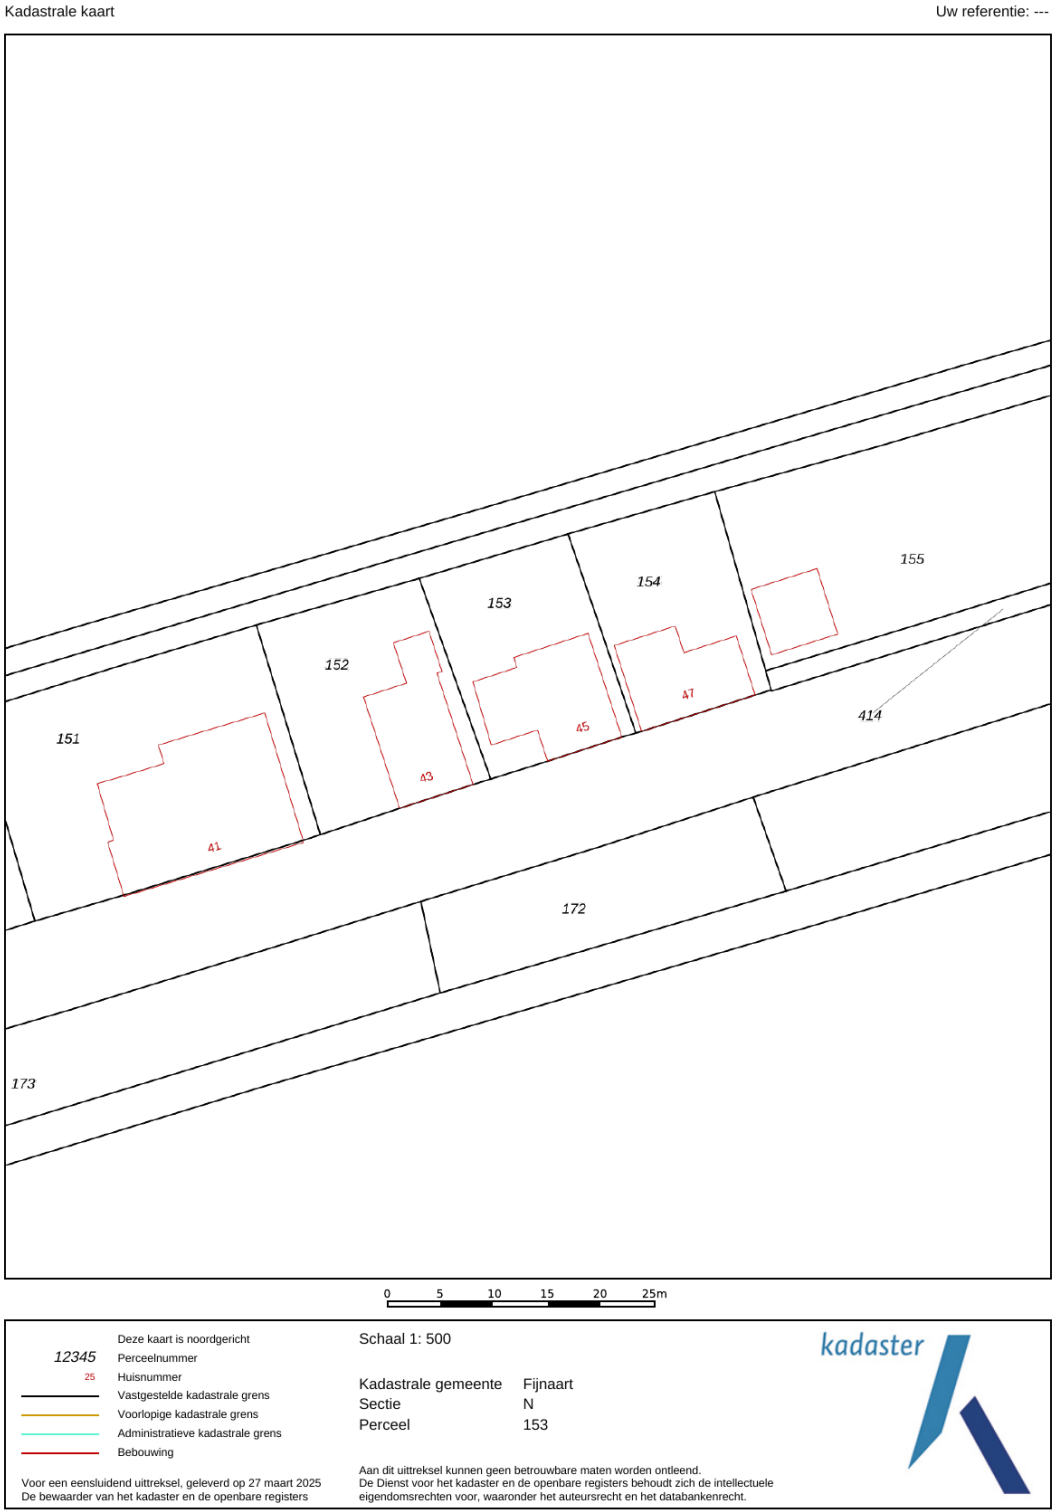 Kadastrale kaart
Uw referentie: ---
155
154
153
152
47
414
45
151
43
41
172
173
0 5 10 15 20 25m
Deze kaart is noordgericht
12345 Perceelnummer
25 Huisnummer
Vastgestelde kadastrale grens
Voorlopige kadastrale grens
Administratieve kadastrale grens
Bebouwing
Voor een eensluidend uittreksel, geleverd op 27 maart 2025
De bewaarder van het kadaster en de openbare registers
Schaal 1: 500
Kadastrale gemeente Fijnaart
Sectie N
Perceel 153
Aan dit uittreksel kunnen geen betrouwbare maten worden ontleend.
De Dienst voor het kadaster en de openbare registers behoudt zich de intellectuele
eigendomsrechten voor, waaronder het auteursrecht en het databankenrecht.
kadaster